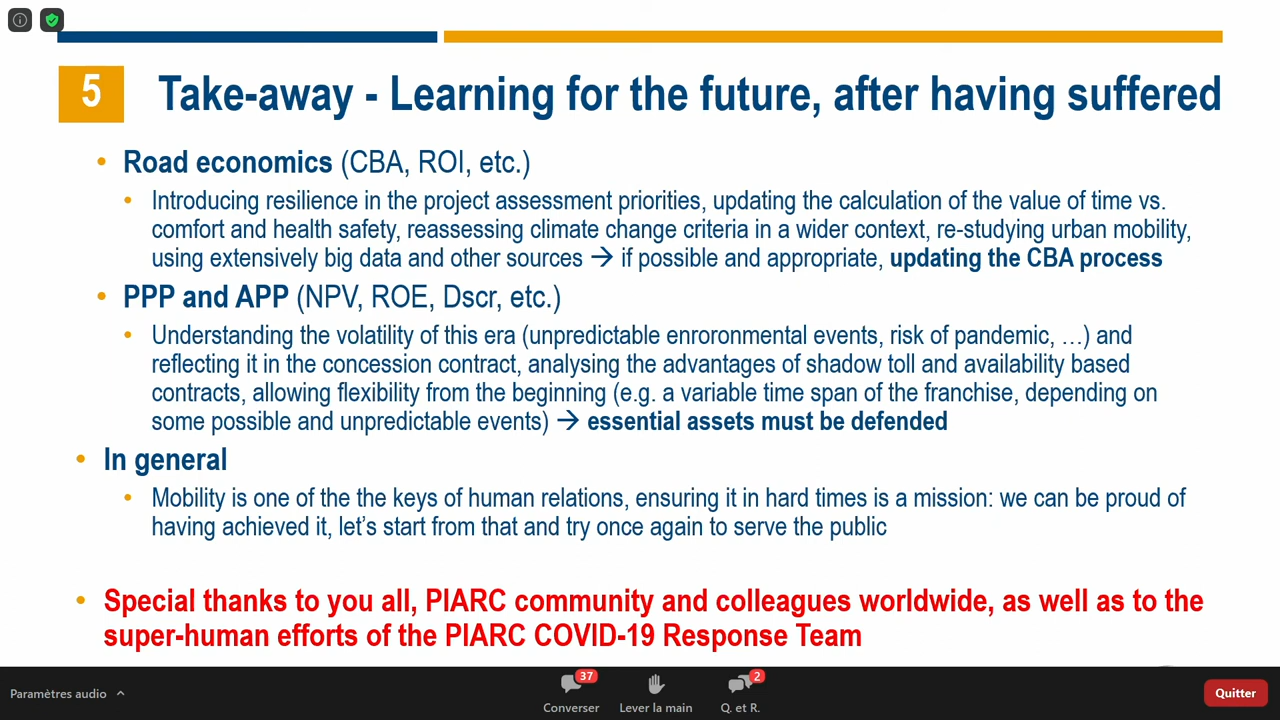 5 Take-away - Learning for the future, after having suffered
• Road economics (CBA, ROI, etc.)
• Introducing resilience in the project assessment priorities, updating the calculation of the value of time vs.
comfort and health safety, reassessing climate change criteria in a wider context, re-studying urban mobility,
using extensively big data and other sources → if possible and appropriate, updating the CBA process
• PPP and APP (NPV, ROE, Dscr, etc.)
• Understanding the volatility of this era (unpredictable enroronmental events, risk of pandemic, …) and
reflecting it in the concession contract, analysing the advantages of shadow toll and availability based
contracts, allowing flexibility from the beginning (e.g. a variable time span of the franchise, depending on
some possible and unpredictable events) → essential assets must be defended
• In general
• Mobility is one of the the keys of human relations, ensuring it in hard times is a mission: we can be proud of
having achieved it, let's start from that and try once again to serve the public
• Special thanks to you all, PIARC community and colleagues worldwide, as well as to the
super-human efforts of the PIARC COVID-19 Response Team
37 2
Paramètres audio Converser Lever la main Q. et R. Quitter